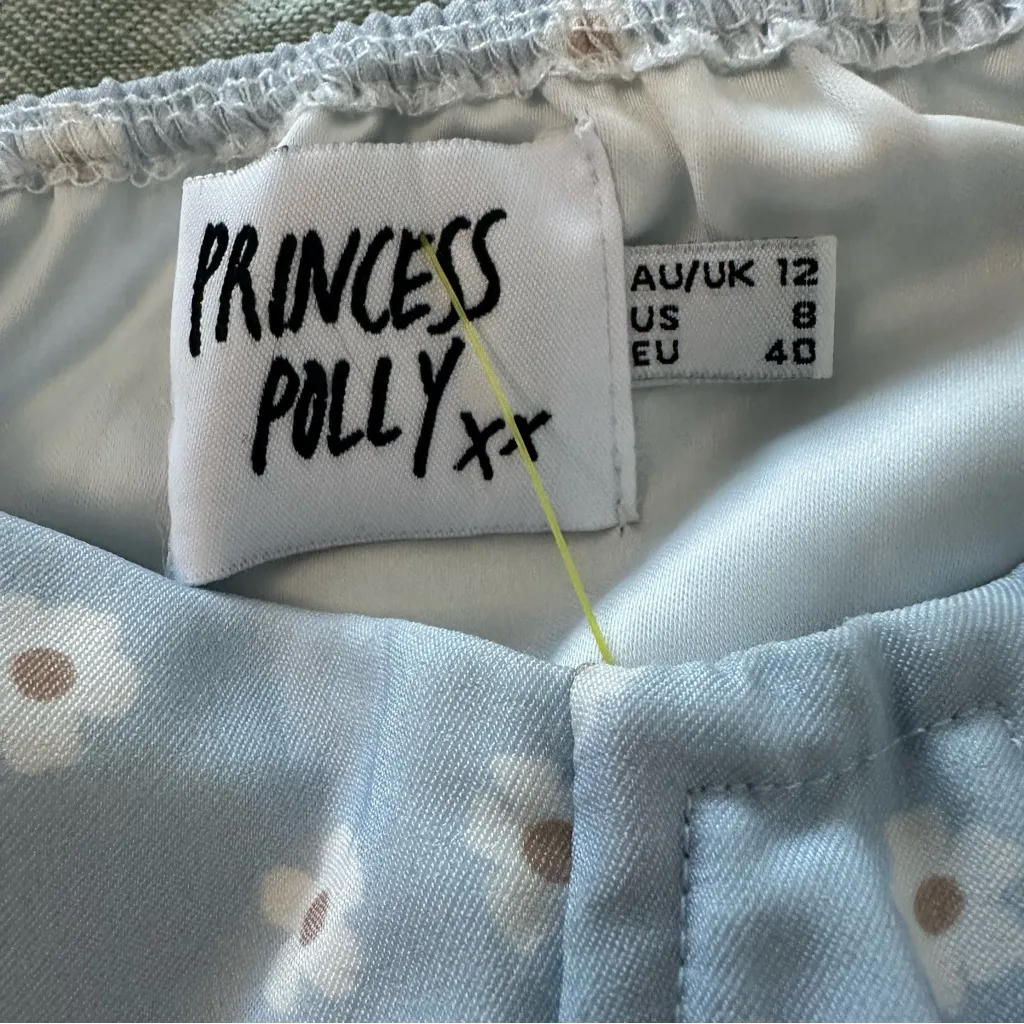 PRINCESS
POLLY xx
AU/UK 12
US 8
EU 40